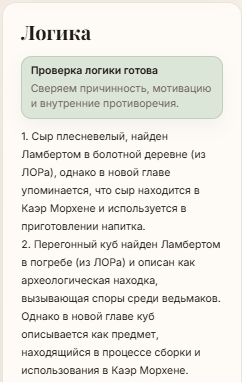 Логика
Проверка логики готова
Сверяем причинность, мотивацию
и внутренние противоречия.
1. Сыр плесневелый, найден
Ламбертом в болотной деревне (из
ЛОРа), однако в новой главе
упоминается, что сыр находится в
Каэр Морхене и используется в
приготовлении напитка.
2. Перегонный куб найден Ламбертом
в погребе (из ЛОРа) и описан как
археологическая находка,
вызывающая споры среди ведьмаков.
Однако в новой главе куб
описывается как предмет,
находящийся в процессе сборки и
использования в Каэр Морхене.